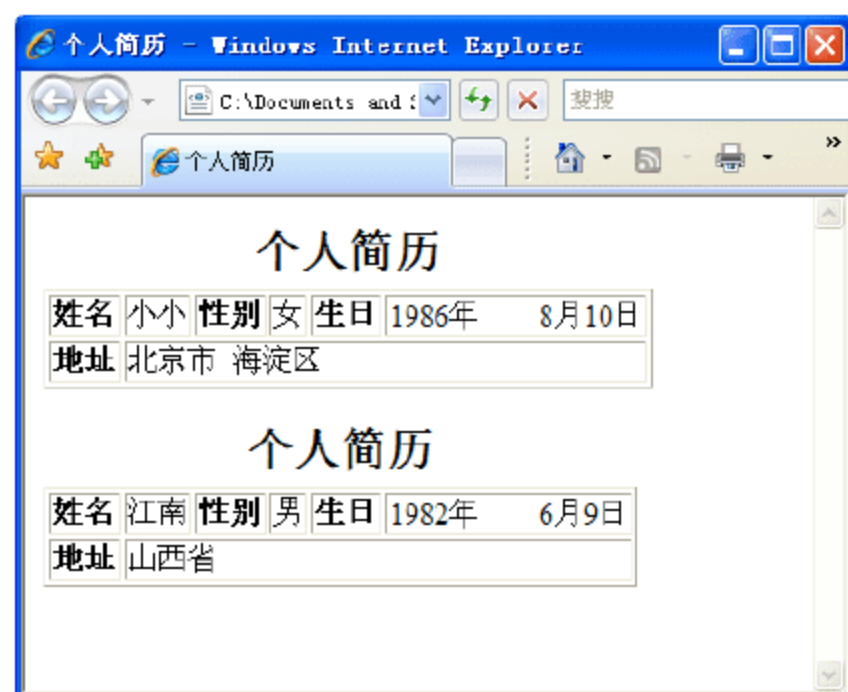 个人简历 - Windows Internet Explorer
C:\Documents and S
搜搜
个人简历
个人简历
姓名 小小 性别 女 生日 1986年 8月10日
地址 北京市 海淀区
个人简历
姓名 江南 性别 男 生日 1982年 6月9日
地址 山西省